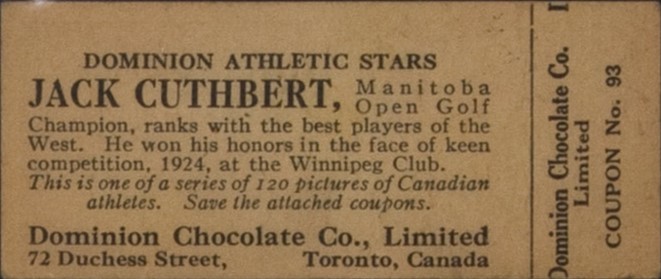 DOMINION ATHLETIC STARS
JACK CUTHBERT, Manitoba
Open Golf
Champion, ranks with the best players of the
West. He won his honors in the face of keen
competition, 1924, at the Winnipeg Club.
This is one of a series of 120 pictures of Canadian
athletes. Save the attached coupons.
Dominion Chocolate Co., Limited
72 Duchess Street, Toronto, Canada
Dominion Chocolate Co.
Limited
COUPON No. 93